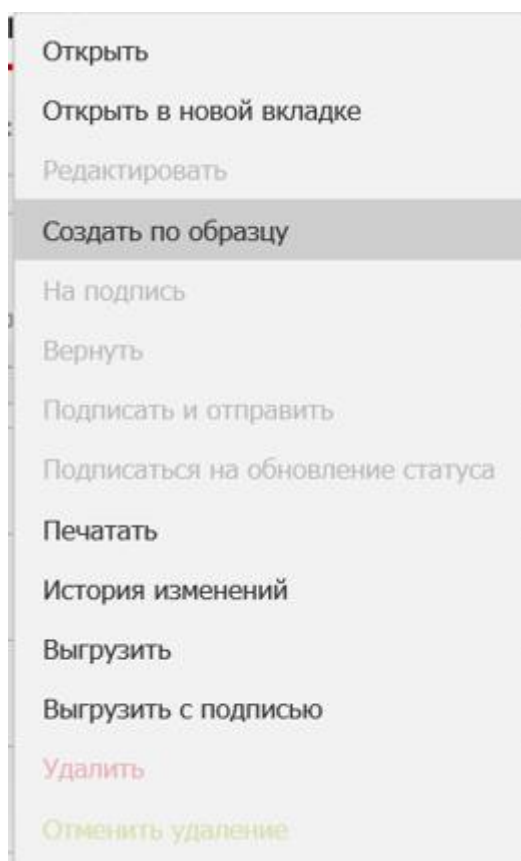 Открыть
Открыть в новой вкладке
Редактировать
Создать по образцу
На подпись
Вернуть
Подписать и отправить
Подписаться на обновление статуса
Печатать
История изменений
Выгрузить
Выгрузить с подписью
Удалить
Отменить удаление